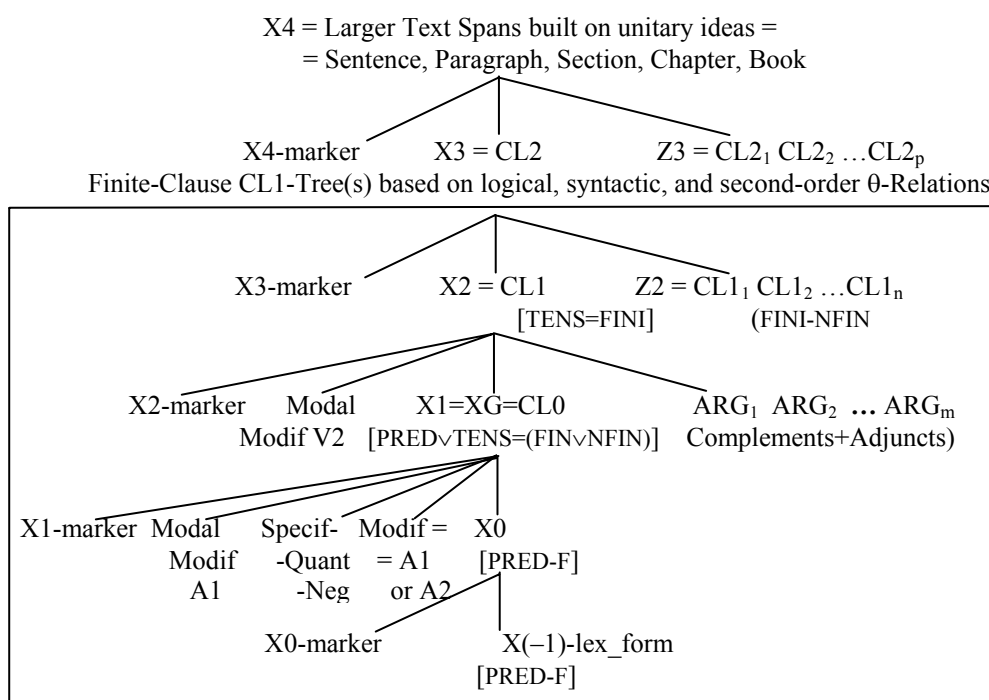 X4 = Larger Text Spans built on unitary ideas =
= Sentence, Paragraph, Section, Chapter, Book
X4-marker X3 = CL2 Z3 = CL2₁ CL2₂ …CL2ₚ
Finite-Clause CL1-Tree(s) based on logical, syntactic, and second-order θ-Relations
X3-marker X2 = CL1 Z2 = CL1₁ CL1₂ …CL1ₙ
[TENS=FINI] (FINI-NFIN
X2-marker Modal X1=XG=CL0 ARG₁ ARG₂ … ARGₘ
Modif V2 [PRED∨TENS=(FIN∨NFIN)] Complements+Adjuncts)
X1-marker Modal Specif- Modif = X0
Modif -Quant = A1 [PRED-F]
A1 -Neg or A2
X0-marker X(–1)-lex_form
[PRED-F]